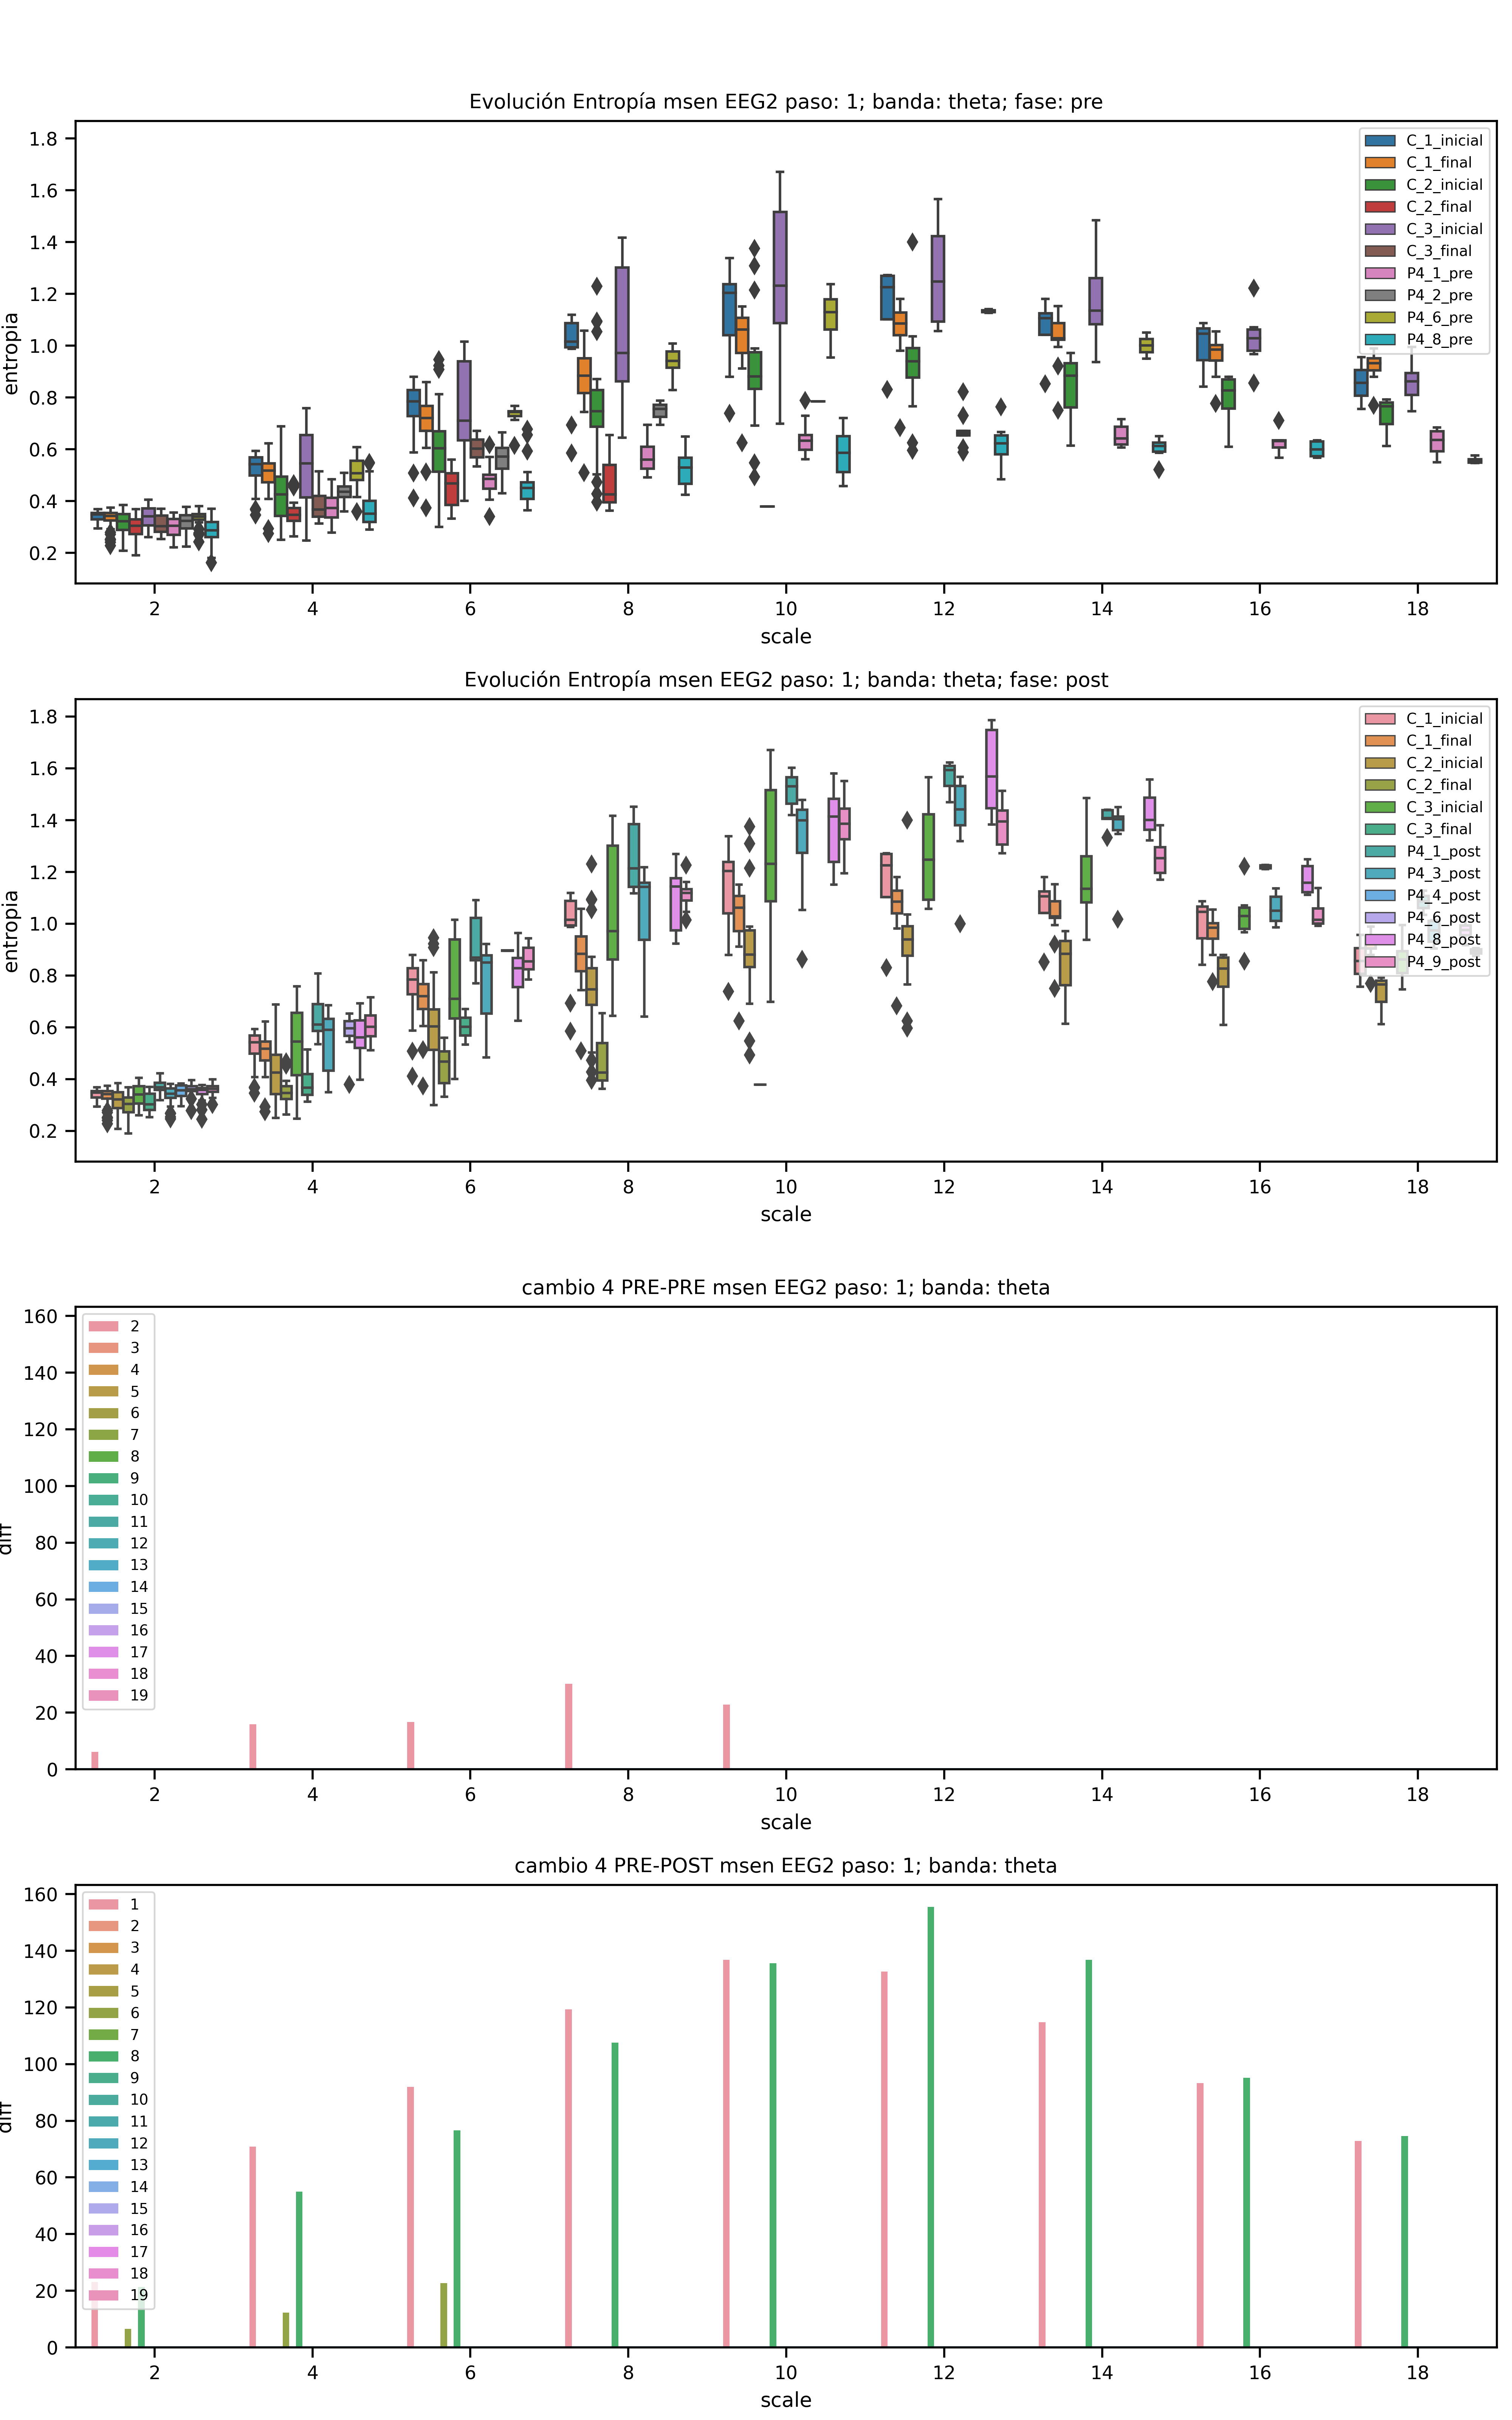 Evolución Entropía msen EEG2 paso: 1; banda: theta; fase: pre
1.8
1.6
1.4
1.2
1.0
0.8
0.6
0.4
0.2
entropia
C_1_inicial
C_1_final
C_2_inicial
C_2_final
C_3_inicial
C_3_final
P4_1_pre
P4_2_pre
P4_6_pre
P4_8_pre
2 4 6 8 10 12 14 16 18
scale
Evolución Entropía msen EEG2 paso: 1; banda: theta; fase: post
1.8
1.6
1.4
1.2
1.0
0.8
0.6
0.4
0.2
entropia
C_1_inicial
C_1_final
C_2_inicial
C_2_final
C_3_inicial
C_3_final
P4_1_post
P4_3_post
P4_4_post
P4_6_post
P4_8_post
P4_9_post
2 4 6 8 10 12 14 16 18
scale
cambio 4 PRE-PRE msen EEG2 paso: 1; banda: theta
160
140
120
100
80
60
40
20
0
diff
2
3
4
5
6
7
8
9
10
11
12
13
14
15
16
17
18
19
2 4 6 8 10 12 14 16 18
scale
cambio 4 PRE-POST msen EEG2 paso: 1; banda: theta
160
140
120
100
80
60
40
20
0
diff
1
2
3
4
5
6
7
8
9
10
11
12
13
14
15
16
17
18
19
2 4 6 8 10 12 14 16 18
scale